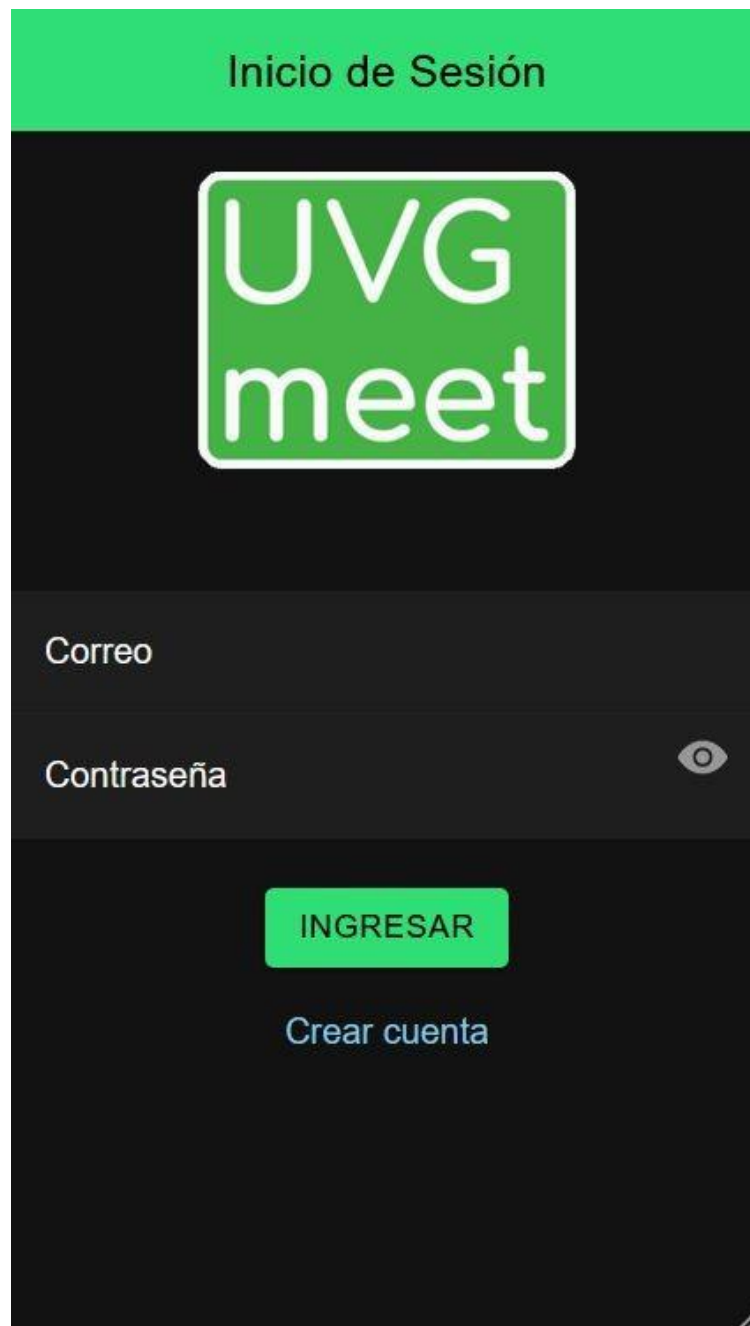 Inicio de Sesión
UVG
meet
Correo
Contraseña
INGRESAR
Crear cuenta